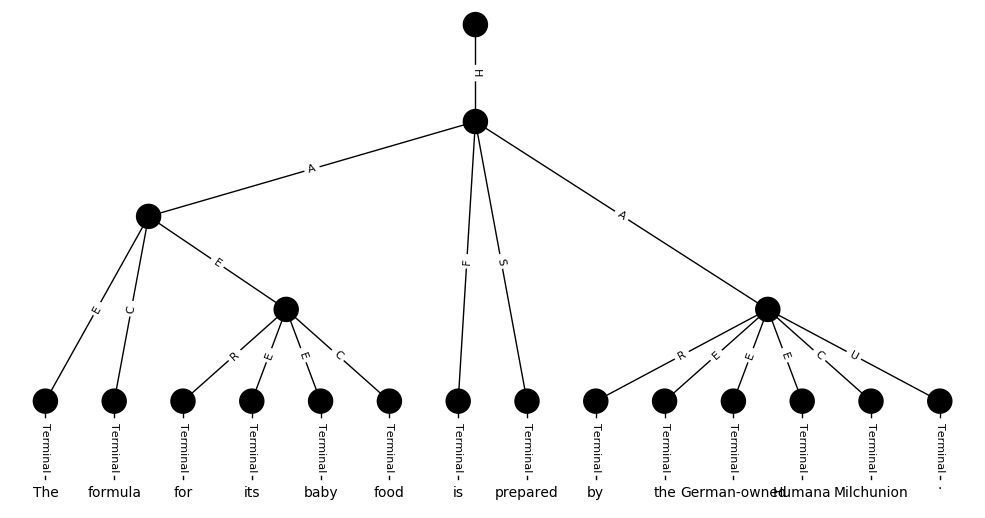 H
A
A
E
F
S
E
C
R
E
E
C
R
E
E
E
C
U
Terminal Terminal Terminal Terminal Terminal Terminal Terminal Terminal Terminal Terminal Terminal Terminal Terminal Terminal
The formula for its baby food is prepared by the German-owned Humana Milchunion .